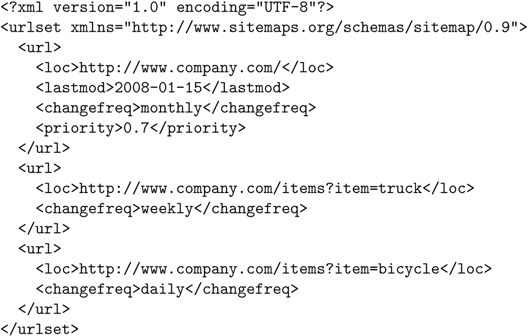 <?xml version="1.0" encoding="UTF-8"?>
<urlset xmlns="http://www.sitemaps.org/schemas/sitemap/0.9">
  <url>
    <loc>http://www.company.com/</loc>
    <lastmod>2008-01-15</lastmod>
    <changefreq>monthly</changefreq>
    <priority>0.7</priority>
  </url>
  <url>
    <loc>http://www.company.com/items?item=truck</loc>
    <changefreq>weekly</changefreq>
  </url>
  <url>
    <loc>http://www.company.com/items?item=bicycle</loc>
    <changefreq>daily</changefreq>
  </url>
</urlset>